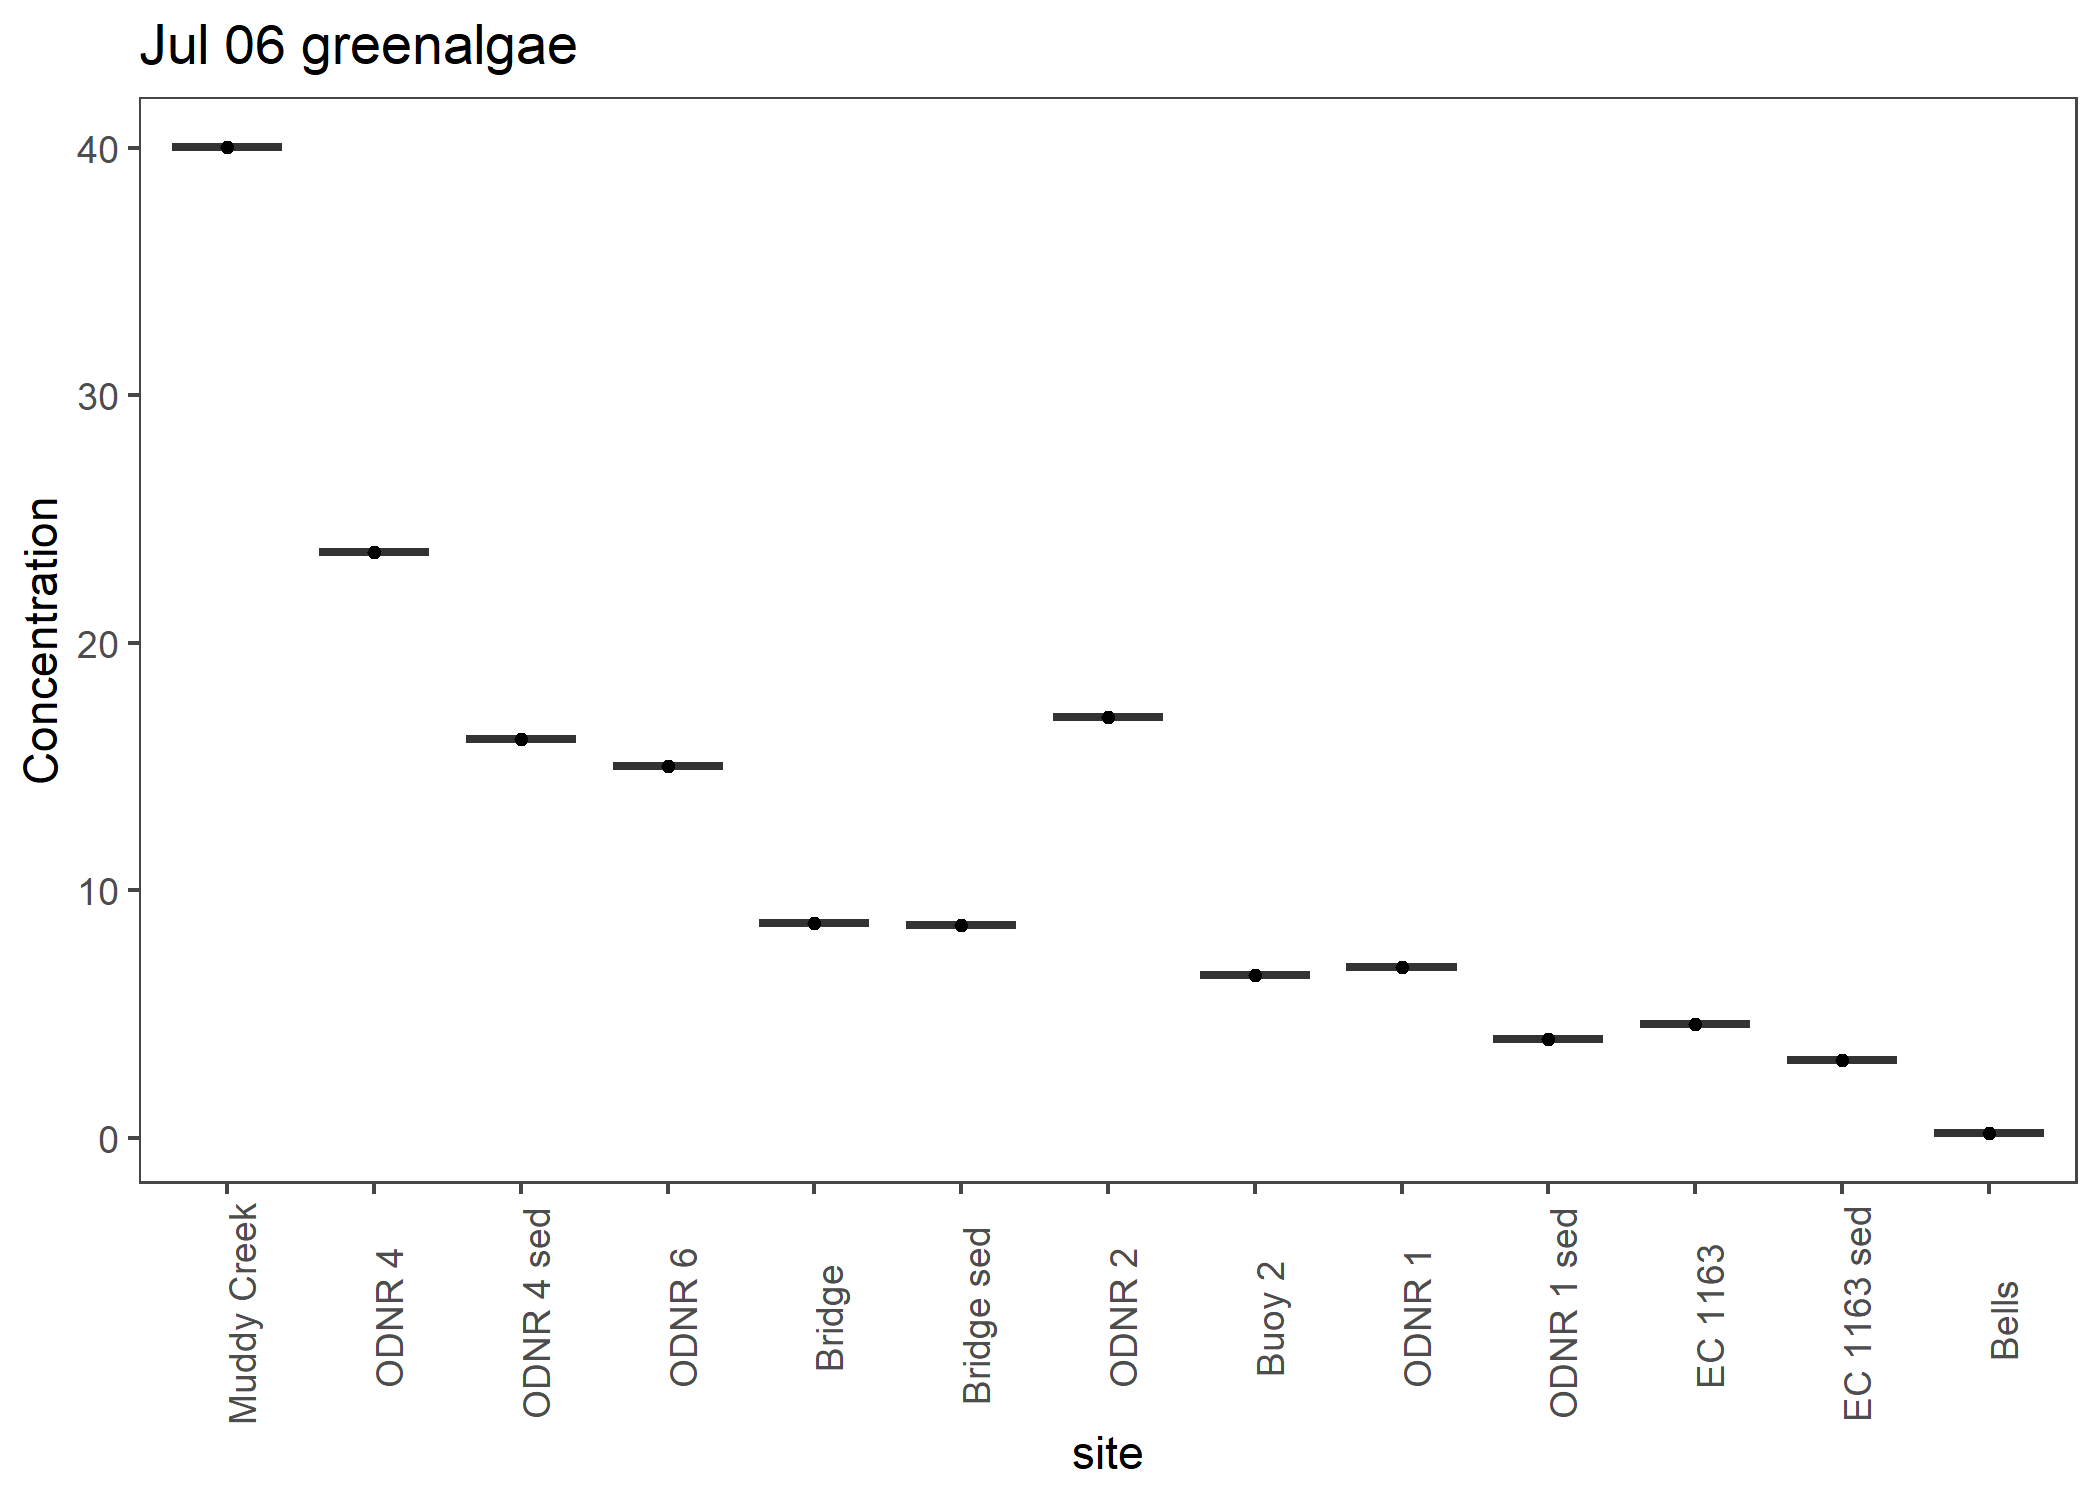 Jul 06 greenalgae
Concentration
40
30
20
10
0
Muddy Creek
ODNR 4
ODNR 4 sed
ODNR 6
Bridge
Bridge sed
ODNR 2
Buoy 2
ODNR 1
ODNR 1 sed
EC 1163
EC 1163 sed
Bells
site